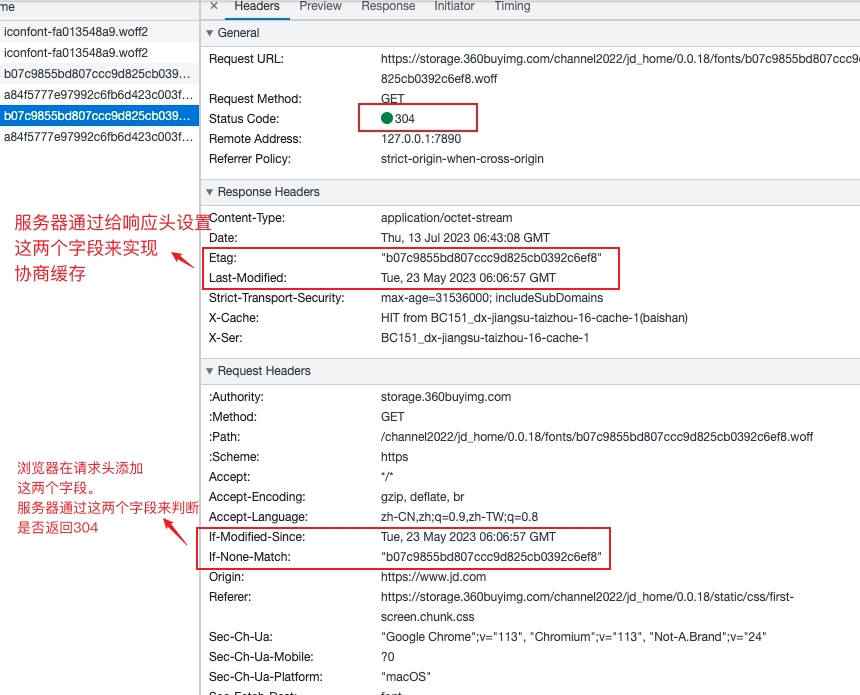 me
× Headers Preview Response Initiator Timing
iconfont-fa013548a9.woff2
iconfont-fa013548a9.woff2
b07c9855bd807ccc9d825cb039...
a84f5777e97992c6fb6d423c003f...
b07c9855bd807ccc9d825cb039...
a84f5777e97992c6fb6d423c003f...
General
Request URL: https://storage.360buyimg.com/channel2022/jd_home/0.0.18/fonts/b07c9855bd807ccc9
825cb0392c6ef8.woff
Request Method: GET
Status Code: 304
Remote Address: 127.0.0.1:7890
Referrer Policy: strict-origin-when-cross-origin
Response Headers
Content-Type: application/octet-stream
Date: Thu, 13 Jul 2023 06:43:08 GMT
Etag: "b07c9855bd807ccc9d825cb0392c6ef8"
Last-Modified: Tue, 23 May 2023 06:06:57 GMT
Strict-Transport-Security: max-age=31536000; includeSubDomains
X-Cache: HIT from BC151_dx-jiangsu-taizhou-16-cache-1(baishan)
X-Ser: BC151_dx-jiangsu-taizhou-16-cache-1
服务器通过给响应头设置
这两个字段来实现
协商缓存
Request Headers
:Authority: storage.360buyimg.com
:Method: GET
:Path: /channel2022/jd_home/0.0.18/fonts/b07c9855bd807ccc9d825cb0392c6ef8.woff
:Scheme: https
Accept: */*
Accept-Encoding: gzip, deflate, br
Accept-Language: zh-CN,zh;q=0.9,zh-TW;q=0.8
If-Modified-Since: Tue, 23 May 2023 06:06:57 GMT
If-None-Match: "b07c9855bd807ccc9d825cb0392c6ef8"
Origin: https://www.jd.com
Referer: https://storage.360buyimg.com/channel2022/jd_home/0.0.18/static/css/first-
screen.chunk.css
Sec-Ch-Ua: "Google Chrome";v="113", "Chromium";v="113", "Not-A.Brand";v="24"
Sec-Ch-Ua-Mobile: ?0
Sec-Ch-Ua-Platform: "macOS"
Sec-Fetch-Dest: font
浏览器在请求头添加
这两个字段。
服务器通过这两个字段来判断
是否返回304